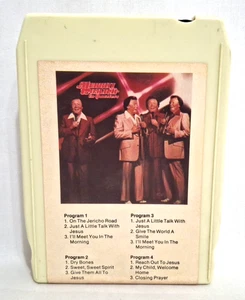 Program 1
1. On The Jericho Road
2. Just A Little Talk With
Jesus
3. I'll Meet You In The
Morning
Program 2
1. Dry Bones
2. Sweet, Sweet Spirit
3. Give Them All To
Jesus
Program 3
1. Just A Little Talk With
Jesus
2. Give The World A
Smile
3. I'll Meet You In The
Morning
Program 4
1. Reach Out To Jesus
2. My Child, Welcome
Home
3. Closing Prayer